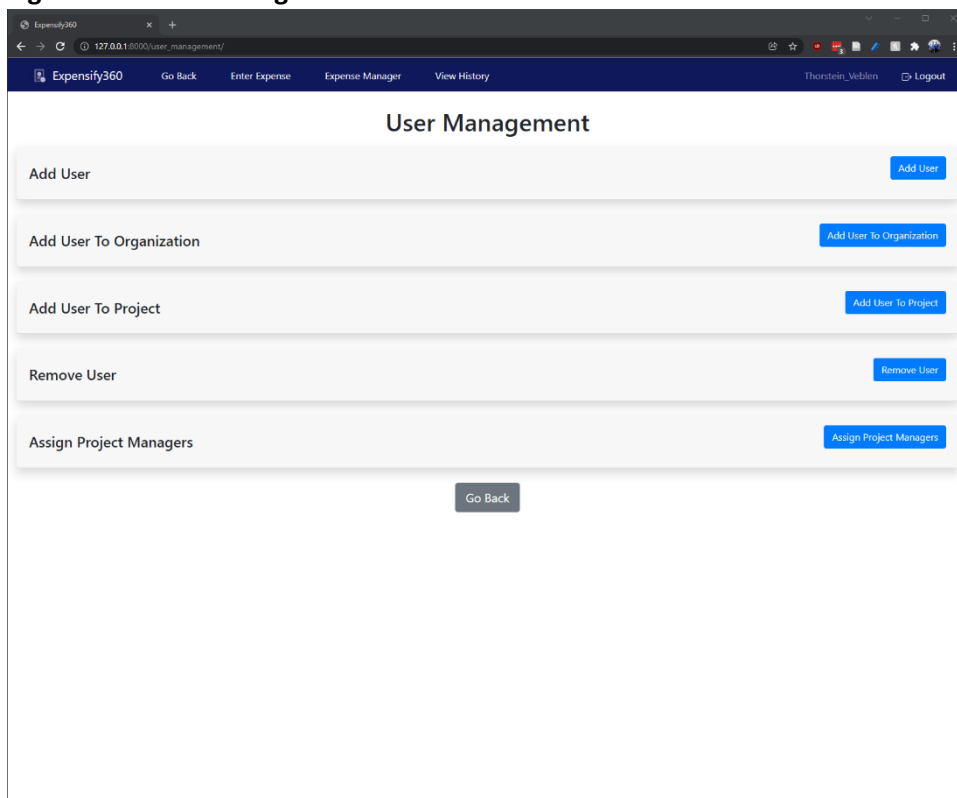 Expensify360
127.0.0.1:8000/user_management/
Expensify360 Go Back Enter Expense Expense Manager View History Thorstein_Veblen Logout
User Management
Add User Add User
Add User To Organization Add User To Organization
Add User To Project Add User To Project
Remove User Remove User
Assign Project Managers Assign Project Managers
Go Back